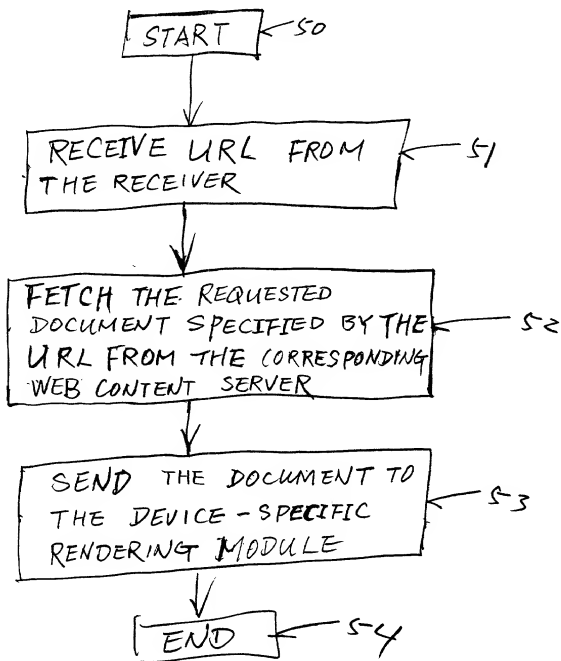 START
50
RECEIVE URL FROM
THE RECEIVER
51
FETCH THE REQUESTED
DOCUMENT SPECIFIED BY THE
URL FROM THE CORRESPONDING
WEB CONTENT SERVER
52
SEND THE DOCUMENT TO
THE DEVICE-SPECIFIC
RENDERING MODULE
53
END
54